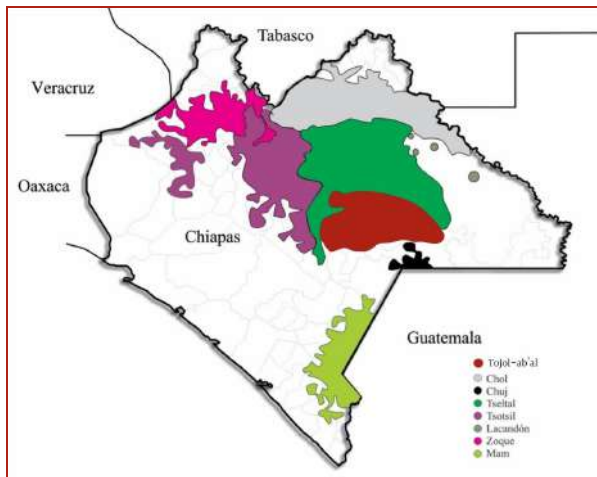 Tabasco
Veracruz
Oaxaca
Chiapas
Guatemala
Tojol-ab'al
Chol
Chuj
Tseltal
Tsotsil
Lacandón
Zoque
Mam